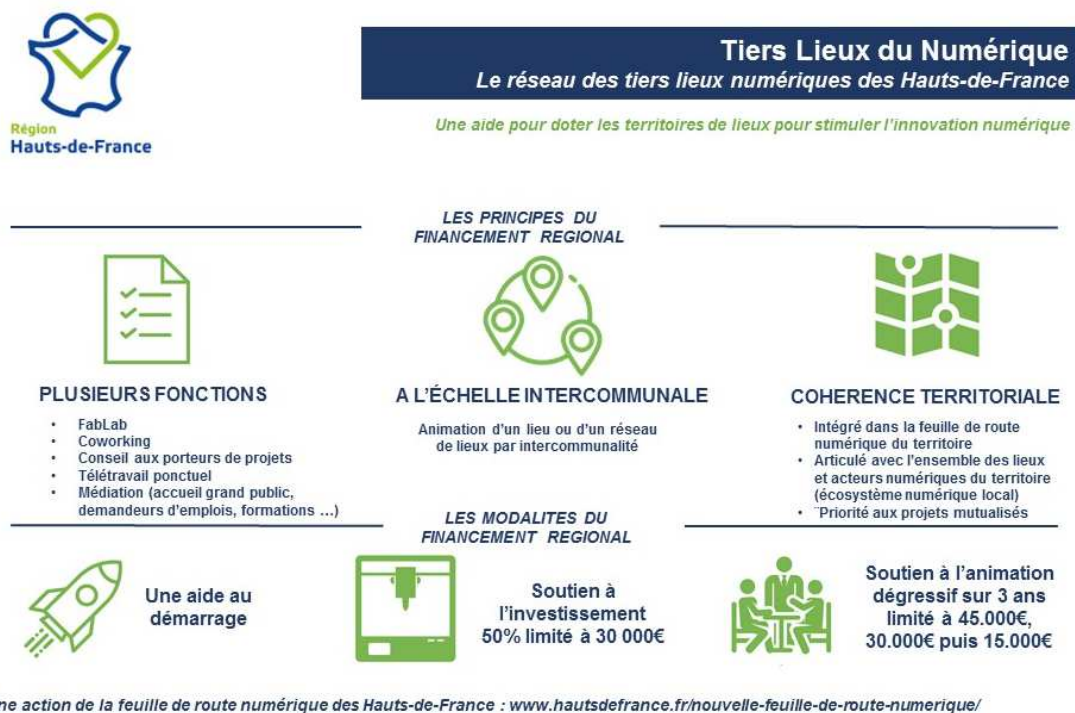 Région
Hauts-de-France
Tiers Lieux du Numérique
Le réseau des tiers lieux numériques des Hauts-de-France
Une aide pour doter les territoires de lieux pour stimuler l'innovation numérique
LES PRINCIPES DU
FINANCEMENT REGIONAL
PLUSIEURS FONCTIONS
• FabLab
• Coworking
• Conseil aux porteurs de projets
• Télétravail ponctuel
• Médiation (accueil grand public,
demandeurs d'emplois, formations ...)
A L'ÉCHELLE INTERCOMMUNALE
Animation d'un lieu ou d'un réseau
de lieux par intercommunalité
COHERENCE TERRITORIALE
• Intégré dans la feuille de route
numérique du territoire
• Articulé avec l'ensemble des lieux
et acteurs numériques du territoire
(écosystème numérique local)
• ¨Priorité aux projets mutualisés
LES MODALITES DU
FINANCEMENT REGIONAL
Une aide au
démarrage
Soutien à
l'investissement
50% limité à 30 000€
Soutien à l'animation
dégressif sur 3 ans
limité à 45.000€,
30.000€ puis 15.000€
ne action de la feuille de route numérique des Hauts-de-France : www.hautsdefrance.fr/nouvelle-feuille-de-route-numerique/